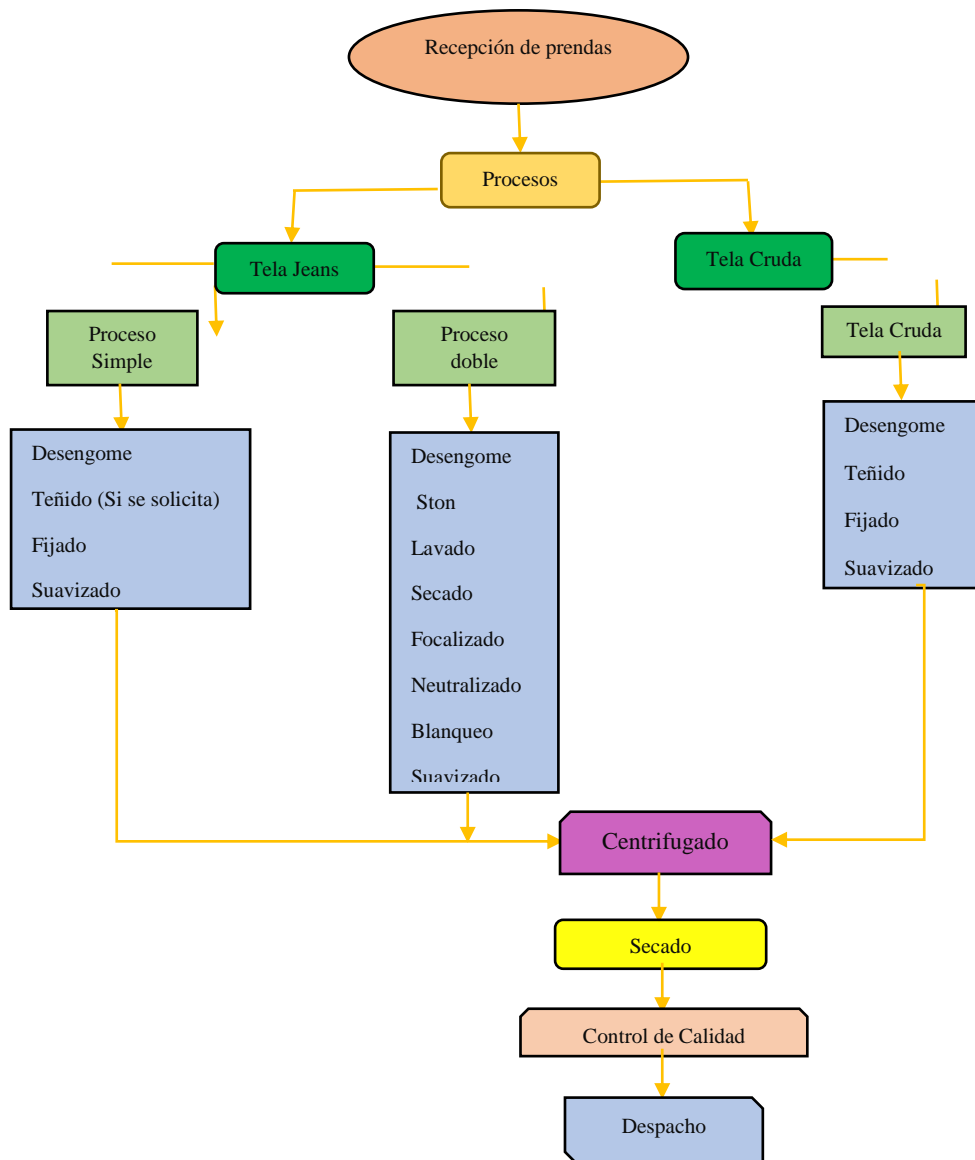 Recepción de prendas
Procesos
Tela Jeans
Tela Cruda
Proceso
Simple
Proceso
doble
Tela Cruda
Desengome
Teñido (Si se solicita)
Fijado
Suavizado
Desengome
Ston
Lavado
Secado
Focalizado
Neutralizado
Blanqueo
Suavizado
Desengome
Teñido
Fijado
Suavizado
Centrifugado
Secado
Control de Calidad
Despacho